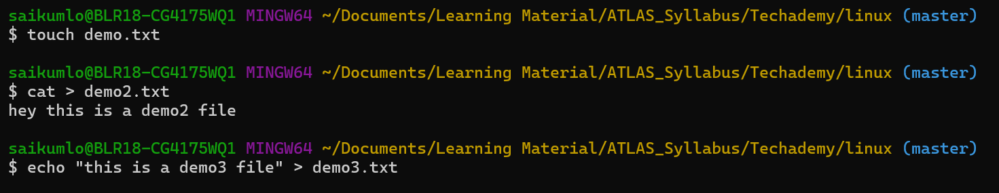 saikumlo@BLR18-CG4175WQ1 MINGW64 ~/Documents/Learning Material/ATLAS_Syllabus/Techademy/linux (master)
$ touch demo.txt
saikumlo@BLR18-CG4175WQ1 MINGW64 ~/Documents/Learning Material/ATLAS_Syllabus/Techademy/linux (master)
$ cat > demo2.txt
hey this is a demo2 file
saikumlo@BLR18-CG4175WQ1 MINGW64 ~/Documents/Learning Material/ATLAS_Syllabus/Techademy/linux (master)
$ echo "this is a demo3 file" > demo3.txt